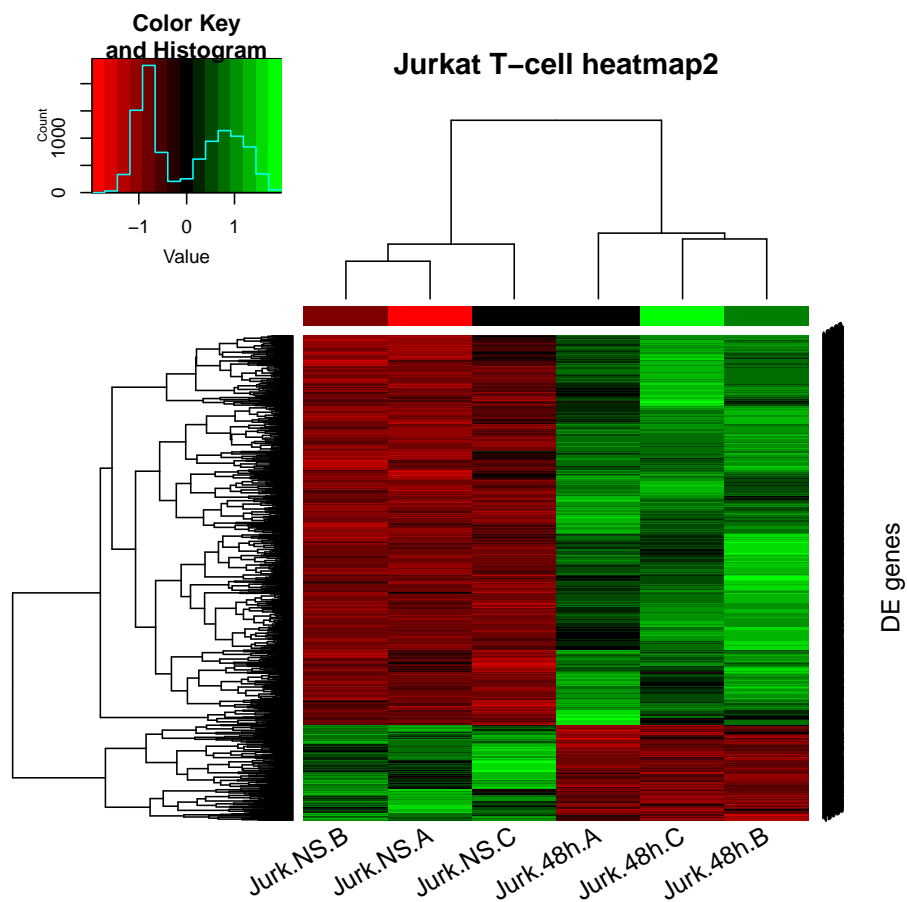 Color Key
and Histogram
Jurkat T−cell heatmap2
Count
0
1000
−1
0
1
Value
DE genes
Jurk.NS.B
Jurk.NS.A
Jurk.NS.C
Jurk.48h.A
Jurk.48h.C
Jurk.48h.B